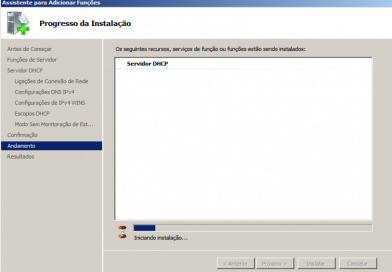 Assistente para Adicionar Funções
Progresso da Instalação
Antes de Começar
Funções de Servidor
Servidor DHCP
Ligações de Conexão de Rede
Configurações DNS IPv4
Configurações de IPv4 WINS
Escopos DHCP
Modo Sem Monitoração de Est...
Confirmação
Andamento
Resultados
Os seguintes recursos, serviços de função ou funções estão sendo instalados:
Servidor DHCP
Iniciando instalação...
< Anterior
Próximo >
Instalar
Cancelar